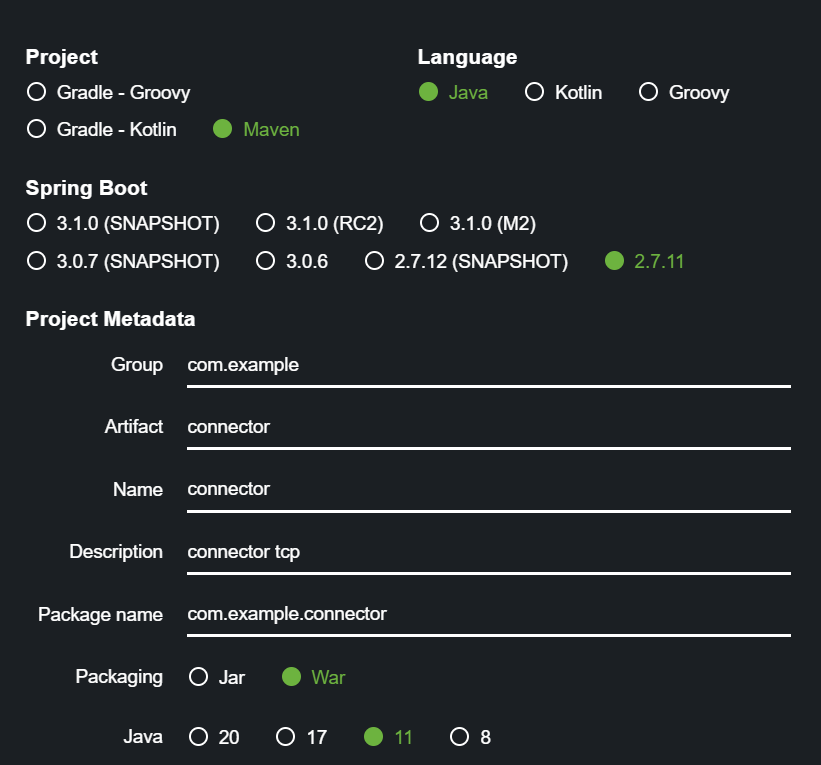 Project
Gradle - Groovy
Gradle - Kotlin Maven
Language
Java Kotlin Groovy
Spring Boot
3.1.0 (SNAPSHOT) 3.1.0 (RC2) 3.1.0 (M2)
3.0.7 (SNAPSHOT) 3.0.6 2.7.12 (SNAPSHOT) 2.7.11
Project Metadata
Group com.example
Artifact connector
Name connector
Description connector tcp
Package name com.example.connector
Packaging Jar War
Java 20 17 11 8